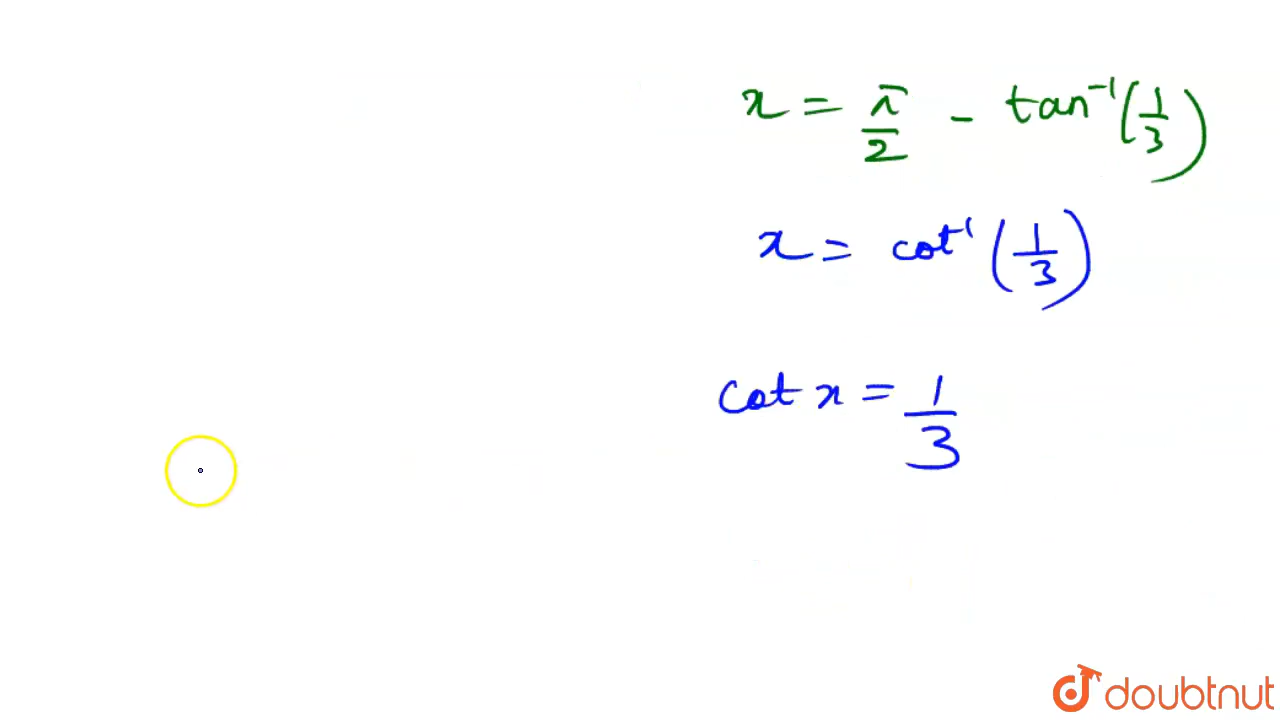 x = π/2 - tan⁻¹(1/3)
x = cot⁻¹(1/3)
cot x = 1/3
doubtnut